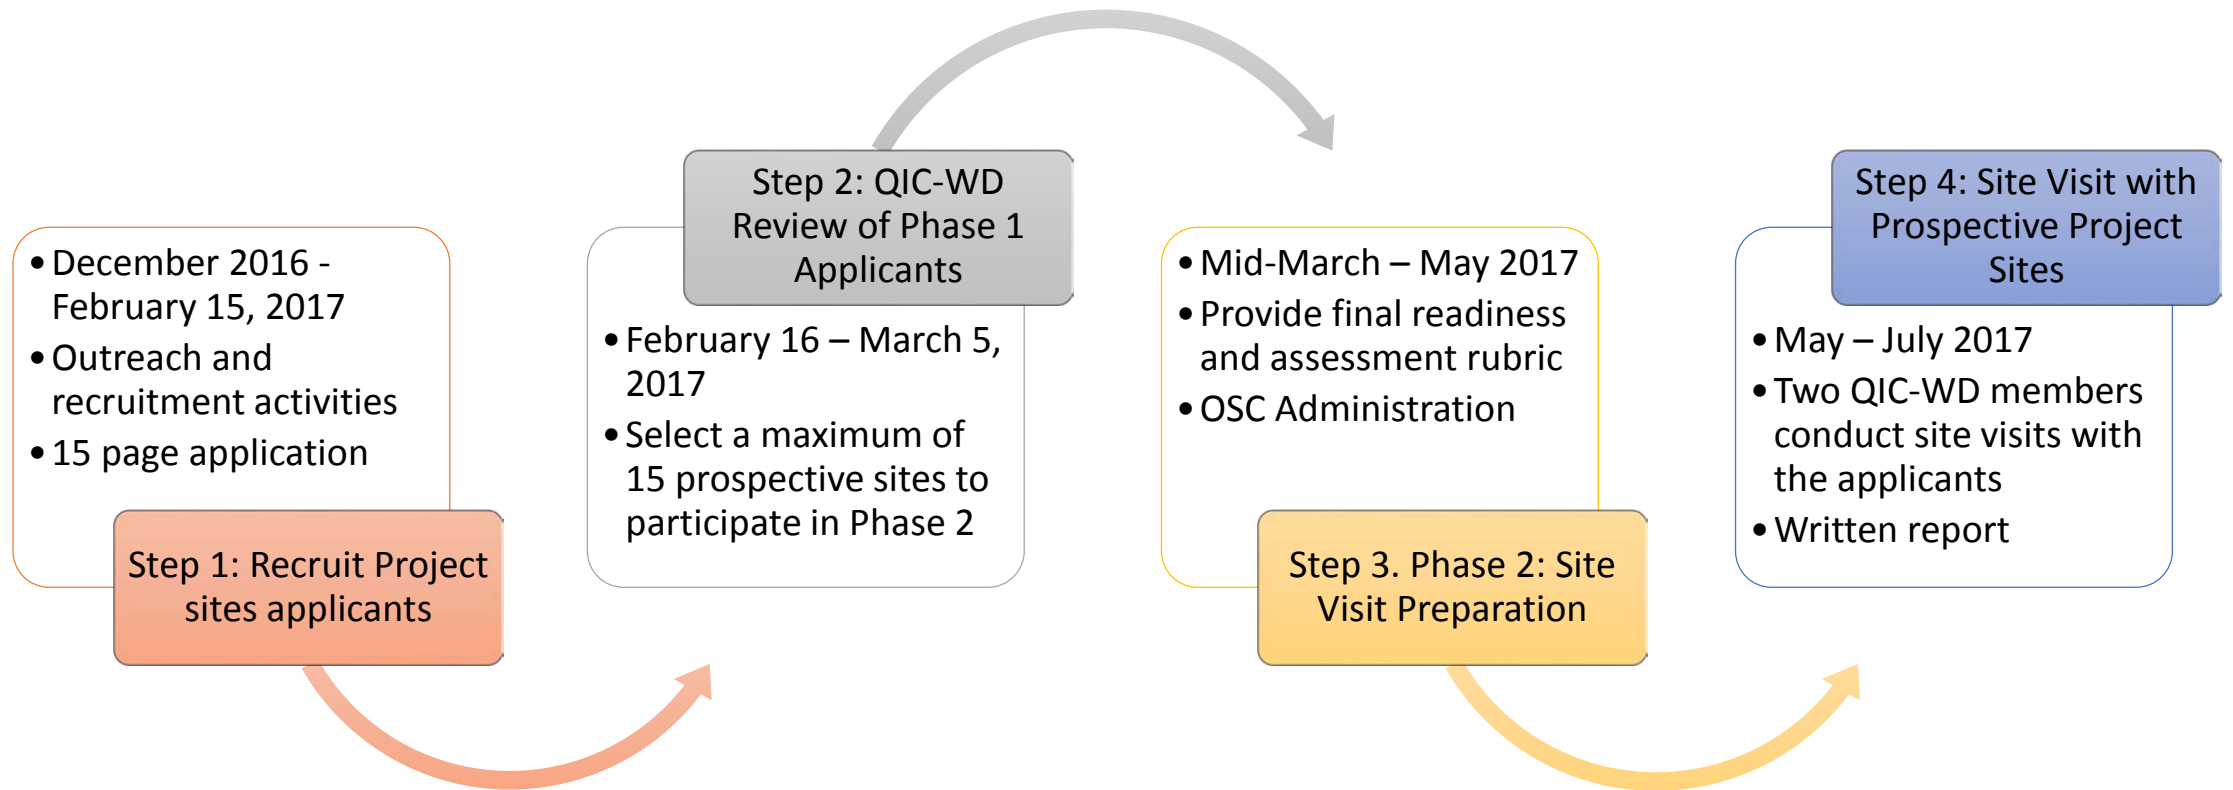 • December 2016 -
February 15, 2017
• Outreach and
recruitment activities
• 15 page application
Step 1: Recruit Project
sites applicants
Step 2: QIC-WD
Review of Phase 1
Applicants
• February 16 – March 5,
2017
• Select a maximum of
15 prospective sites to
participate in Phase 2
• Mid-March – May 2017
• Provide final readiness
and assessment rubric
• OSC Administration
Step 3. Phase 2: Site
Visit Preparation
Step 4: Site Visit with
Prospective Project
Sites
• May – July 2017
• Two QIC-WD members
conduct site visits with
the applicants
• Written report